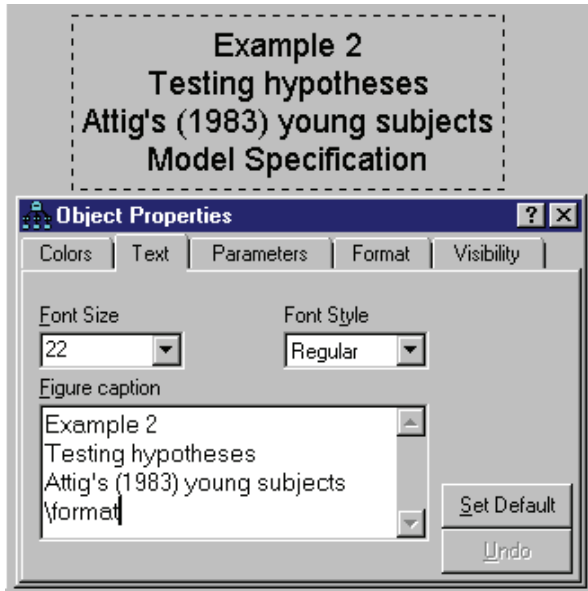 Example 2
Testing hypotheses
Attig's (1983) young subjects
Model Specification
Object Properties ? X
Colors Text Parameters Format Visibility
Font Size Font Style
22 Regular
Figure caption
Example 2
Testing hypotheses
Attig's (1983) young subjects
\format
Set Default
Undo